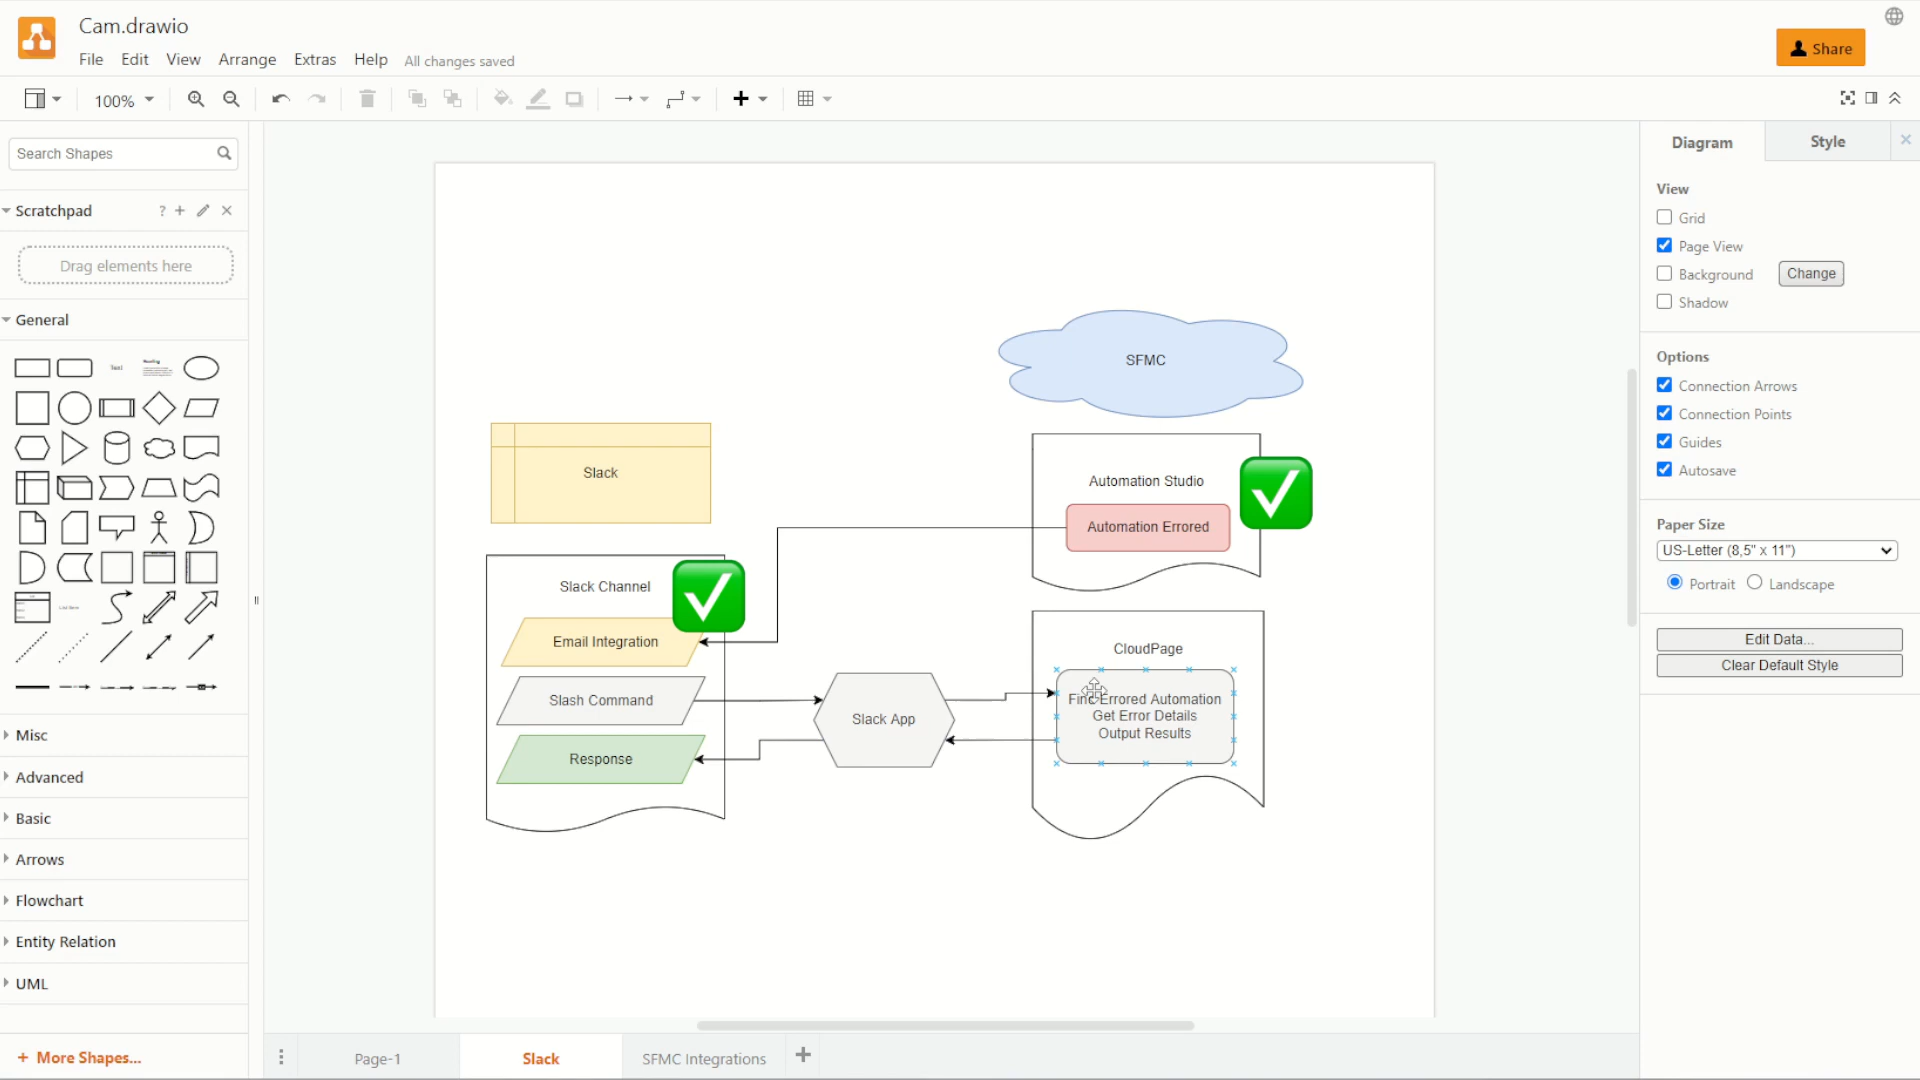 Cam.drawio
File Edit View Arrange Extras Help All changes saved
Share
100%
Search Shapes
Scratchpad ?
Drag elements here
General
Text
Heading
List Item
Misc
Advanced
Basic
Arrows
Flowchart
Entity Relation
UML
+ More Shapes...
SFMC
Slack
Automation Studio
Automation Errored
Slack Channel
Email Integration
Slash Command
Response
Slack App
CloudPage
Find Errored Automation
Get Error Details
Output Results
Page-1 Slack SFMC Integrations
Diagram Style
View
Grid
Page View
Background Change
Shadow
Options
Connection Arrows
Connection Points
Guides
Autosave
Paper Size
US-Letter (8,5" x 11")
Portrait Landscape
Edit Data...
Clear Default Style